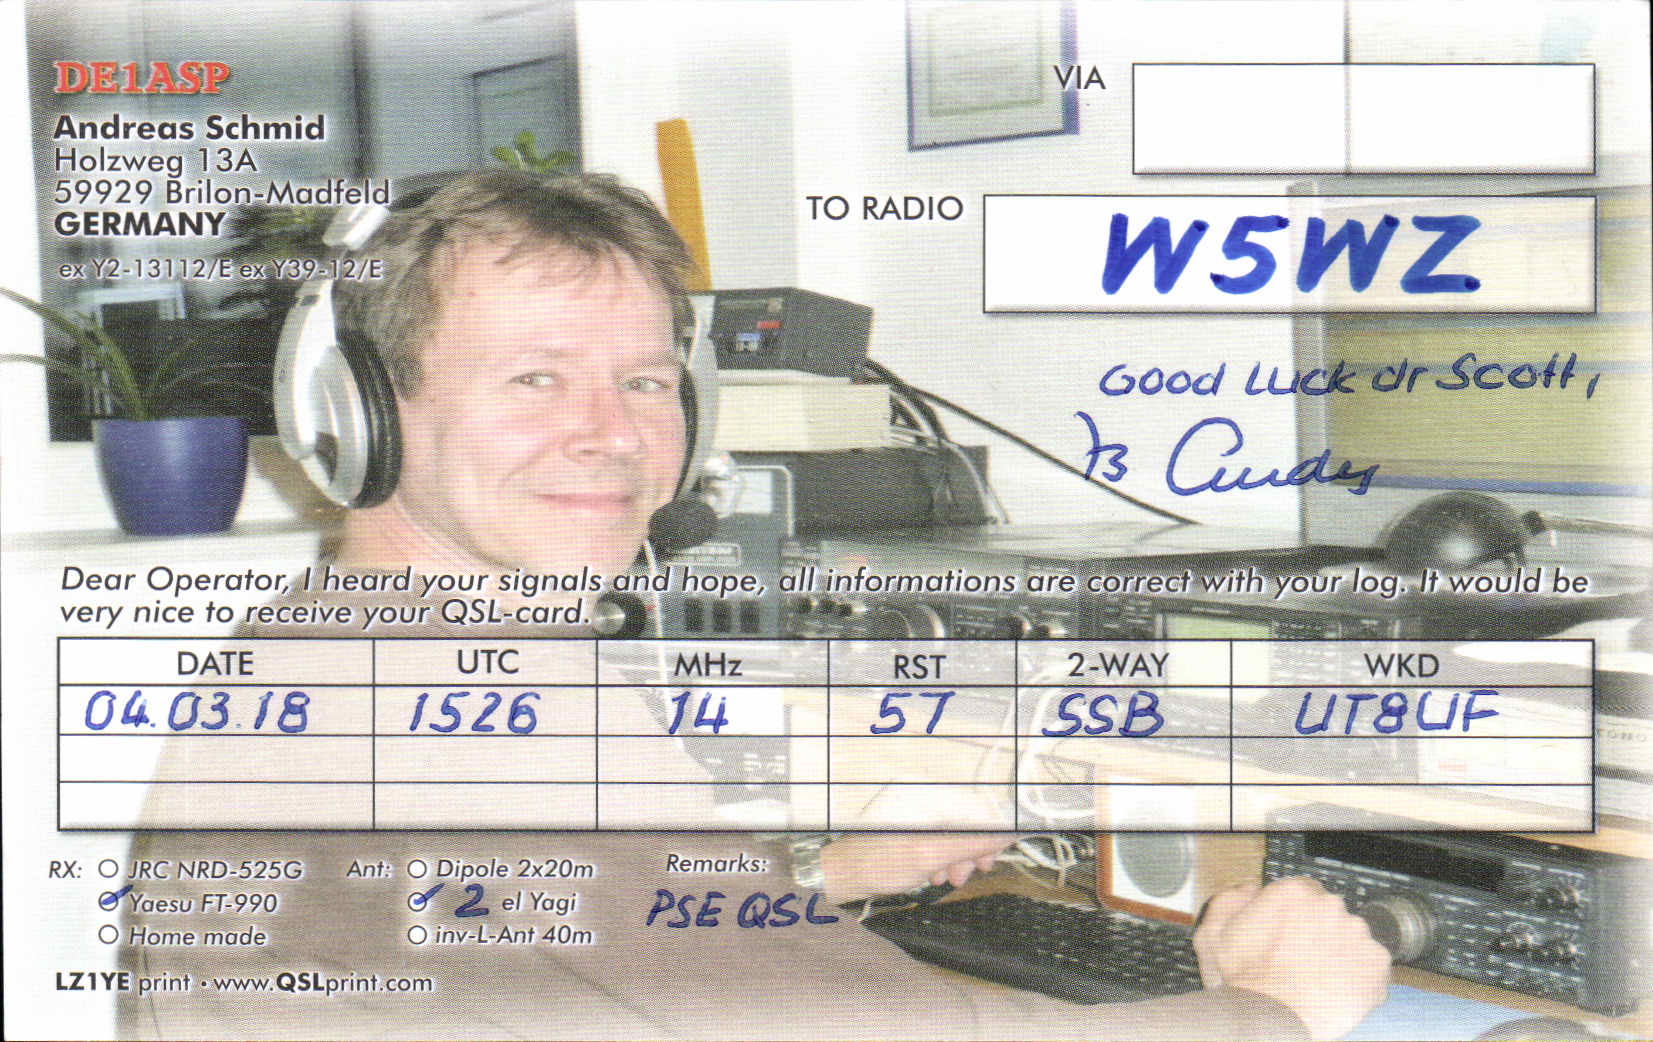 DE1ASP
Andreas Schmid
Holzweg 13A
59929 Brilon-Madfeld
GERMANY
ex Y2-13112/E ex Y39-12/E
VIA
TO RADIO W5WZ
Good Luck dr Scott,
73 Andy
Dear Operator, I heard your signals and hope, all informations are correct with your log. It would be
very nice to receive your QSL-card.
DATE UTC MHz RST 2-WAY WKD
04.03.18 1526 14 57 SSB UT8UF
RX: JRC NRD-525G Ant: Dipole 2x20m Remarks:
Yaesu FT-990 2 el Yagi PSE QSL
Home made inv-L-Ant 40m
LZ1YE print • www.QSLprint.com